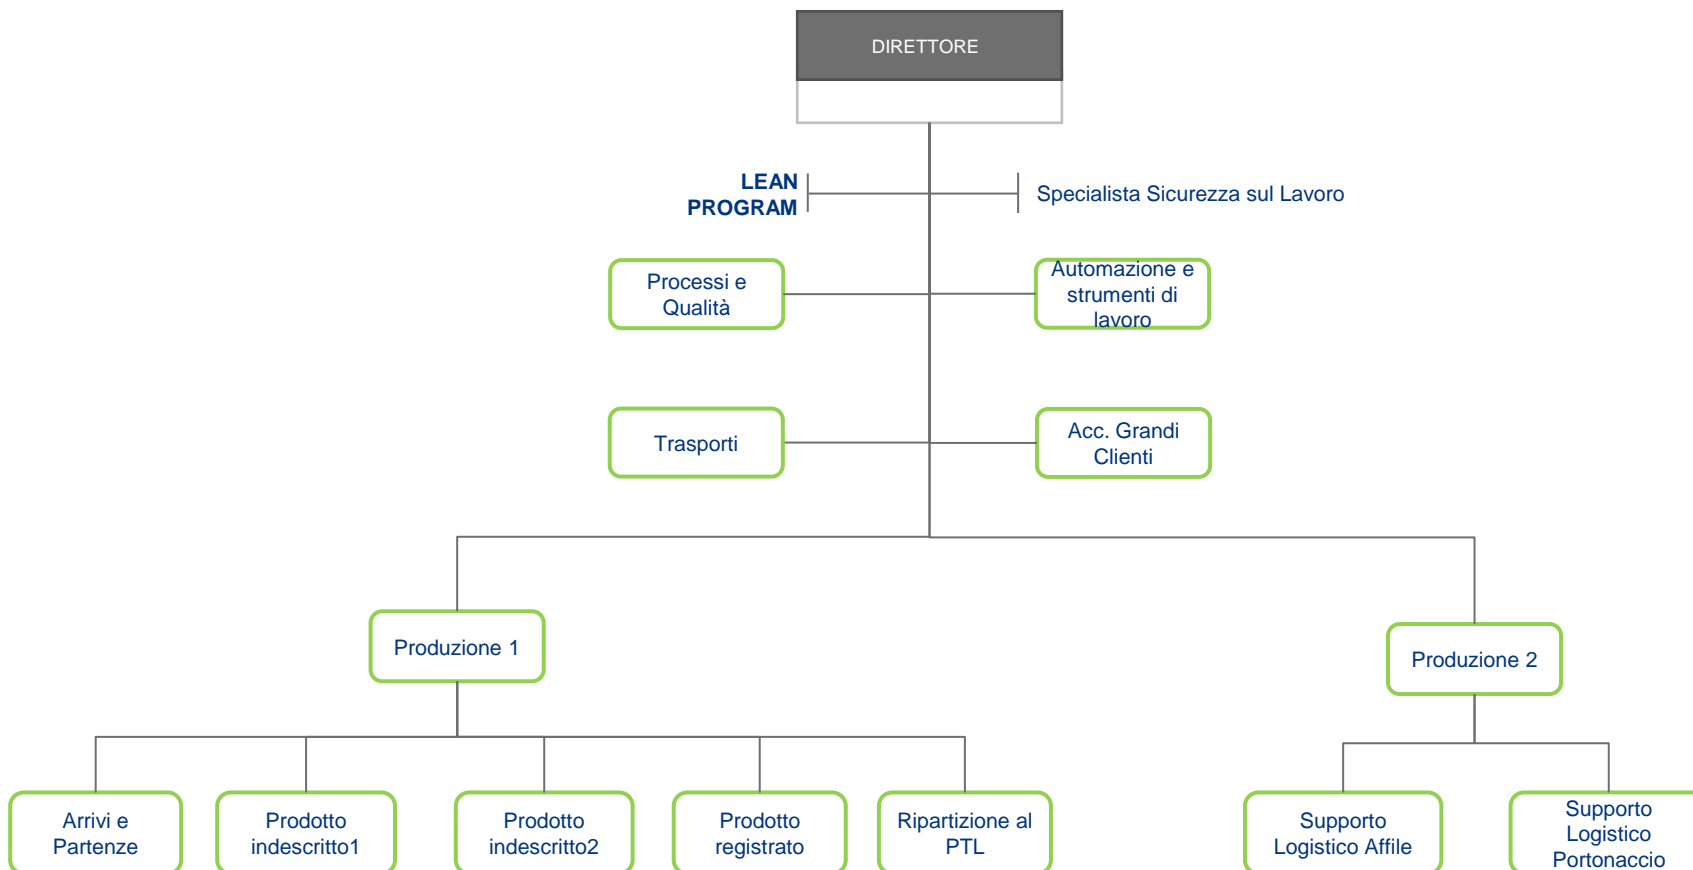 DIRETTORE
LEAN
PROGRAM
Specialista Sicurezza sul Lavoro
Processi e
Qualità
Automazione e
strumenti di
lavoro
Trasporti
Acc. Grandi
Clienti
Produzione 1
Produzione 2
Arrivi e
Partenze
Prodotto
indescritto1
Prodotto
indescritto2
Prodotto
registrato
Ripartizione al
PTL
Supporto
Logistico Affile
Supporto
Logistico
Portonaccio